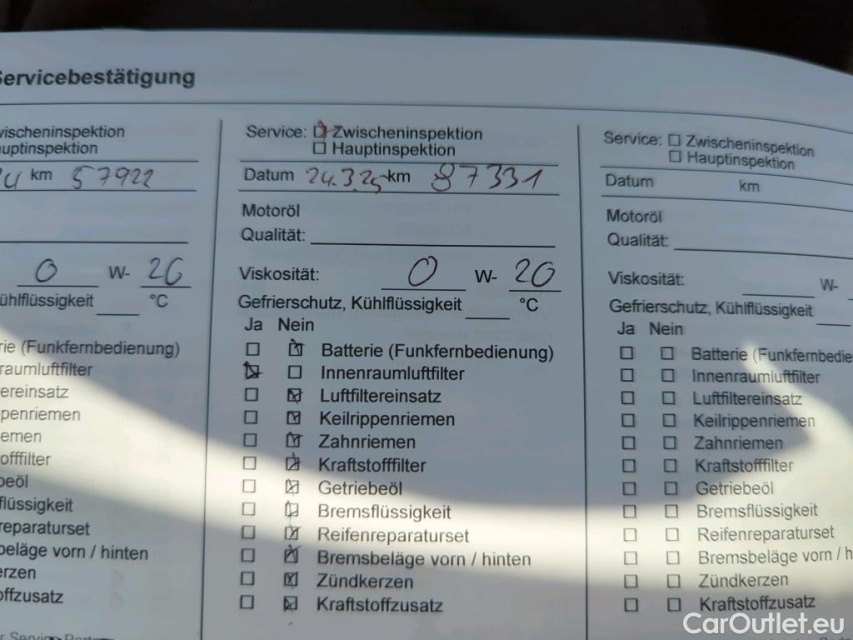 Servicebestätigung
wischeninspektion
auptinspektion
km 57922
0 W- 20
ühlflüssigkeit °C
rie (Funkfernbedienung)
raumluftfilter
ereinsatz
penriemen
emen
offfilter
beöl
flüssigkeit
reparaturset
beläge vorn / hinten
erzen
offzusatz
Service: Zwischeninspektion
Hauptinspektion
Datum 24.3.25 km 87331
Motoröl
Qualität:
Viskosität: 0 W- 20
Gefrierschutz, Kühlflüssigkeit °C
Ja Nein
Batterie (Funkfernbedienung)
Innenraumluftfilter
Luftfiltereinsatz
Keilrippenriemen
Zahnriemen
Kraftstofffilter
Getriebeöl
Bremsflüssigkeit
Reifenreparaturset
Bremsbeläge vorn / hinten
Zündkerzen
Kraftstoffzusatz
Service: Zwischeninspektion
Hauptinspektion
Datum km
Motoröl
Qualität:
Viskosität: W-
Gefrierschutz, Kühlflüssigkeit
Ja Nein
Batterie (Funkfernbedie
Innenraumluftfilter
Luftfiltereinsatz
Keilrippenriemen
Zahnriemen
Kraftstofffilter
Getriebeöl
Bremsflüssigkeit
Reifenreparaturset
Bremsbeläge vorn / h
Zündkerzen
Kraftstoffzusatz
CarOutlet.eu